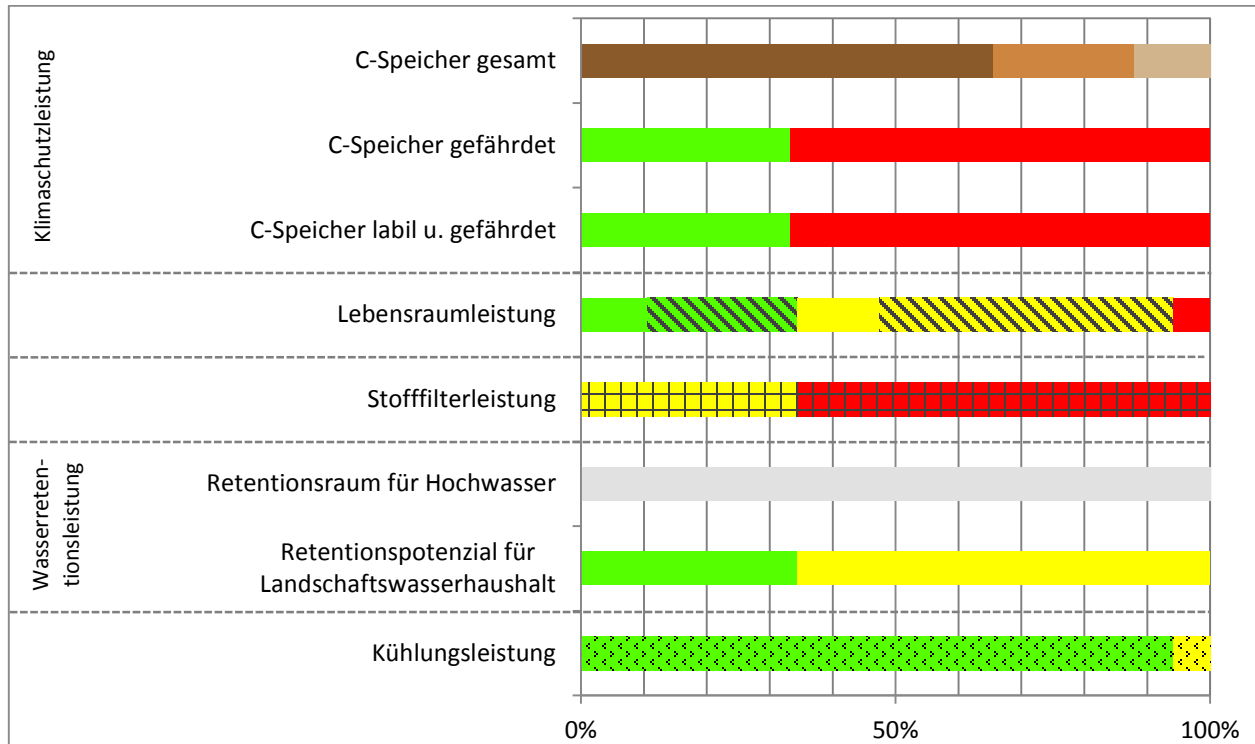 Klimaschutzleistung
C-Speicher gesamt
C-Speicher gefährdet
C-Speicher labil u. gefährdet
Lebensraumleistung
Stofffilterleistung
Wasserreten-
tionsleistung
Retentionsraum für Hochwasser
Retentionspotenzial für
Landschaftswasserhaushalt
Kühlungsleistung
0% 50% 100%